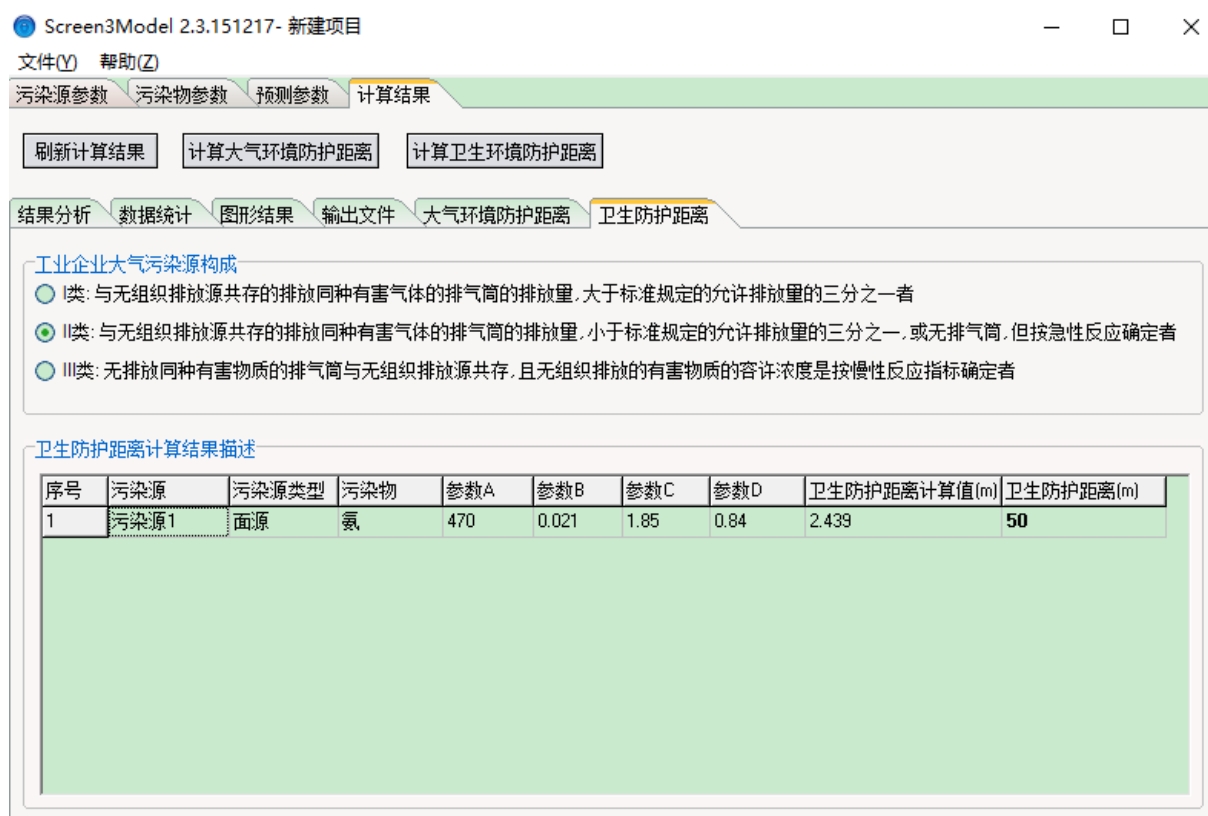 Screen3Model 2.3.151217- 新建项目
文件(Y) 帮助(Z)
污染源参数 污染物参数 预测参数 计算结果
刷新计算结果 计算大气环境防护距离 计算卫生环境防护距离
结果分析 数据统计 图形结果 输出文件 大气环境防护距离 卫生防护距离
工业企业大气污染源构成
I类: 与无组织排放源共存的排放同种有害气体的排气筒的排放量,大于标准规定的允许排放量的三分之一者
II类: 与无组织排放源共存的排放同种有害气体的排气筒的排放量,小于标准规定的允许排放量的三分之一,或无排气筒,但按急性反应确定者
III类: 无排放同种有害物质的排气筒与无组织排放源共存,且无组织排放的有害物质的容许浓度是按慢性反应指标确定者
卫生防护距离计算结果描述
序号 污染源 污染源类型 污染物 参数A 参数B 参数C 参数D 卫生防护距离计算值(m) 卫生防护距离(m)
1 污染源1 面源 氨 470 0.021 1.85 0.84 2.439 50